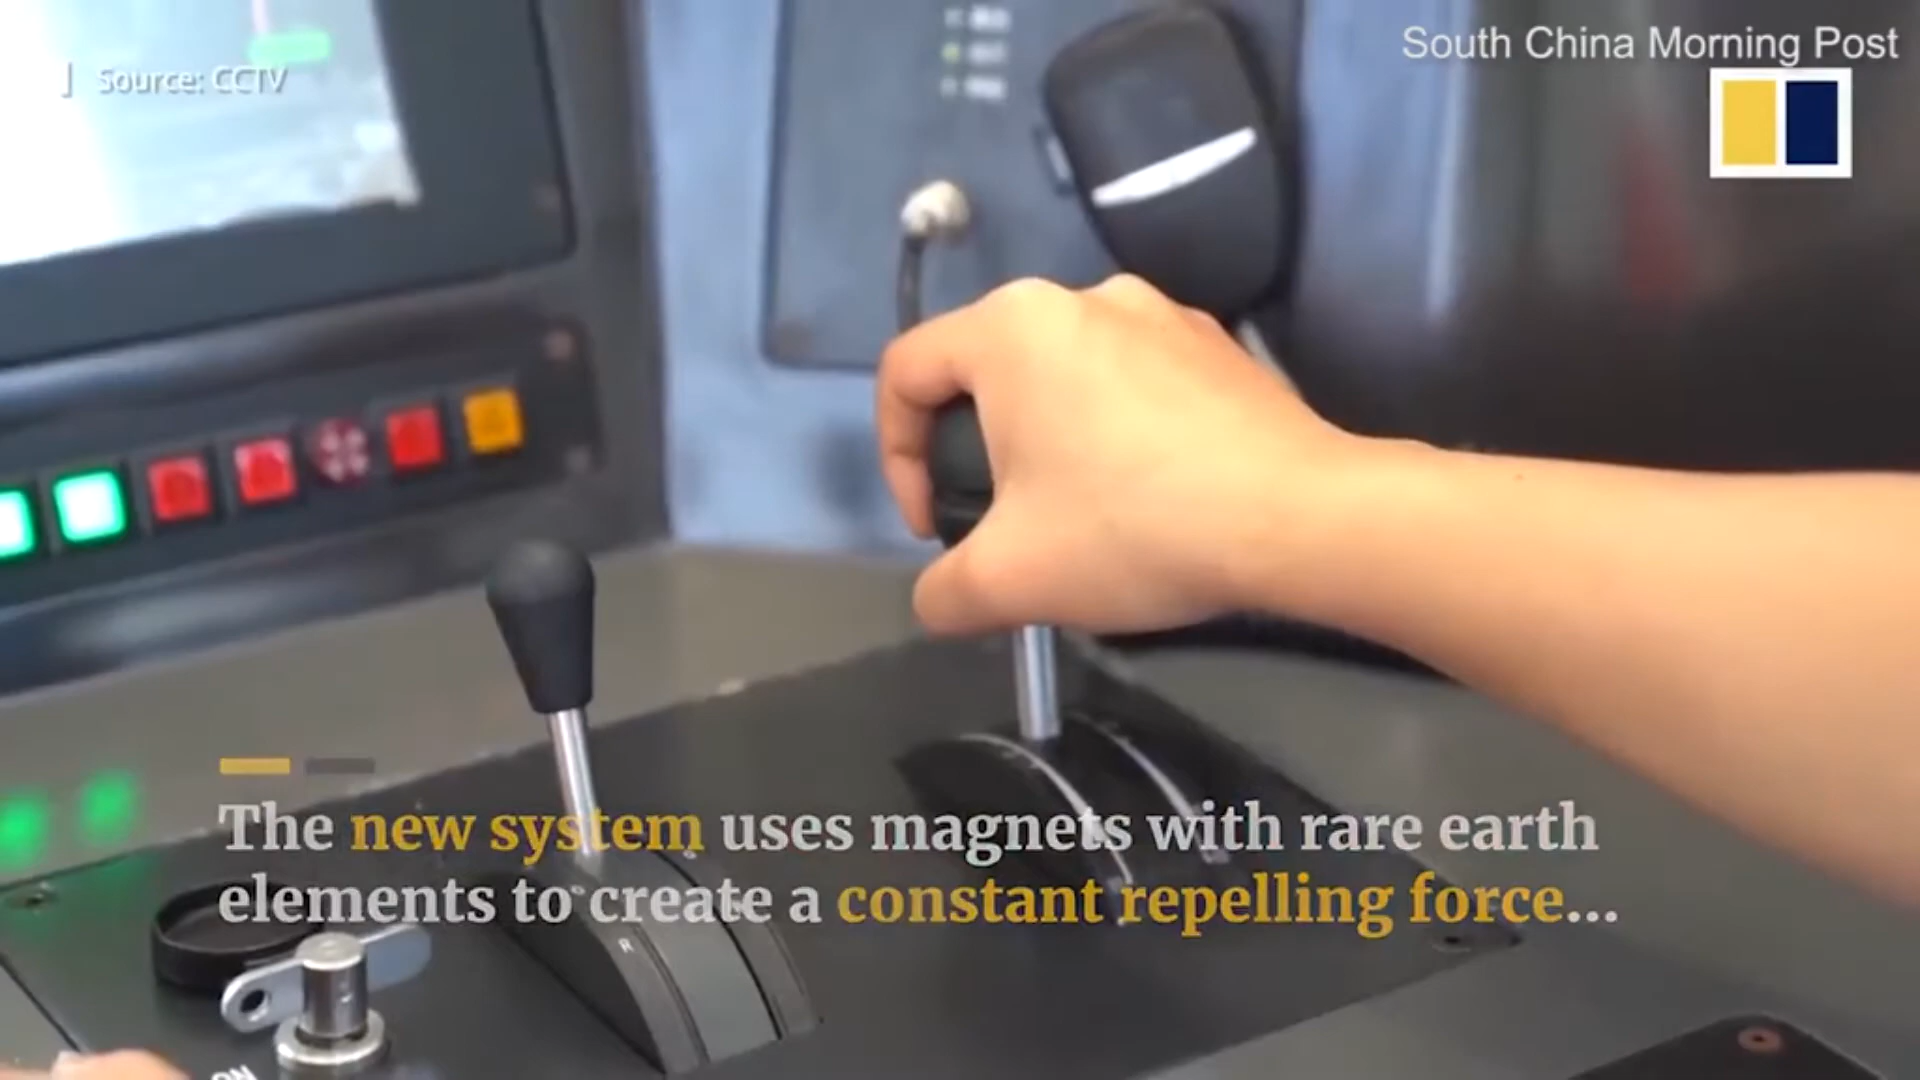 South China Morning Post
Source: CCTV
The new system uses magnets with rare earth
elements to create a constant repelling force...
R
ON